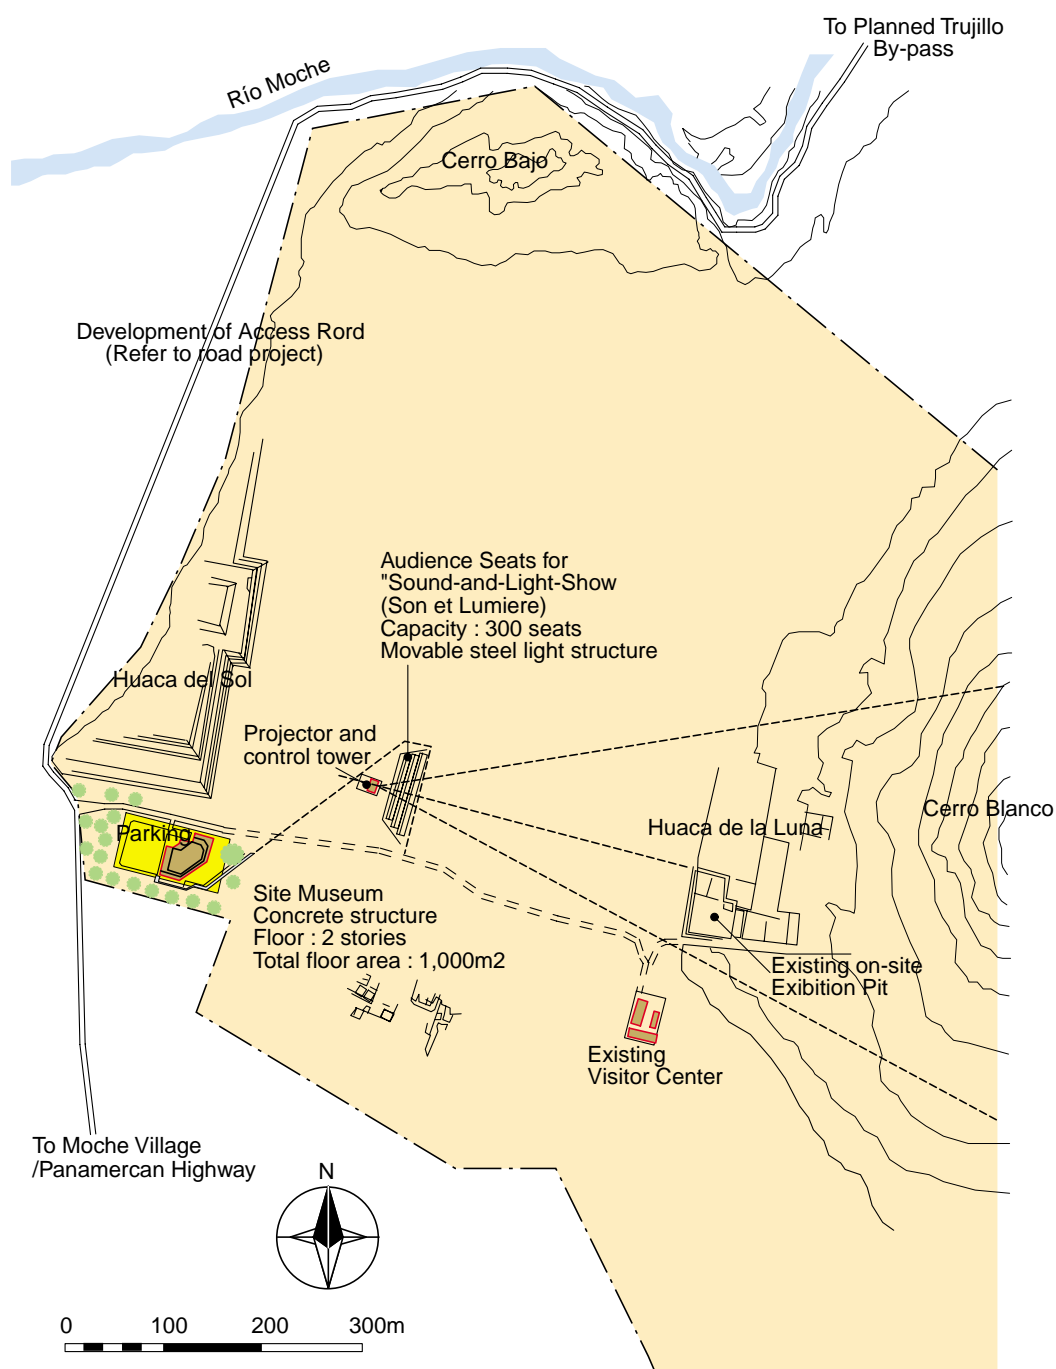 To Planned Trujillo
By-pass
Río Moche
Cerro Bajo
Development of Access Rord
(Refer to road project)
Audience Seats for
"Sound-and-Light-Show
(Son et Lumiere)
Capacity : 300 seats
Movable steel light structure
Huaca del Sol
Projector and
control tower
Cerro Blanco
Huaca de la Luna
Parking
Site Museum
Concrete structure
Floor : 2 stories
Total floor area : 1,000m2
Existing on-site
Exibition Pit
Existing
Visitor Center
To Moche Village
/Panamercan Highway
N
0 100 200 300m